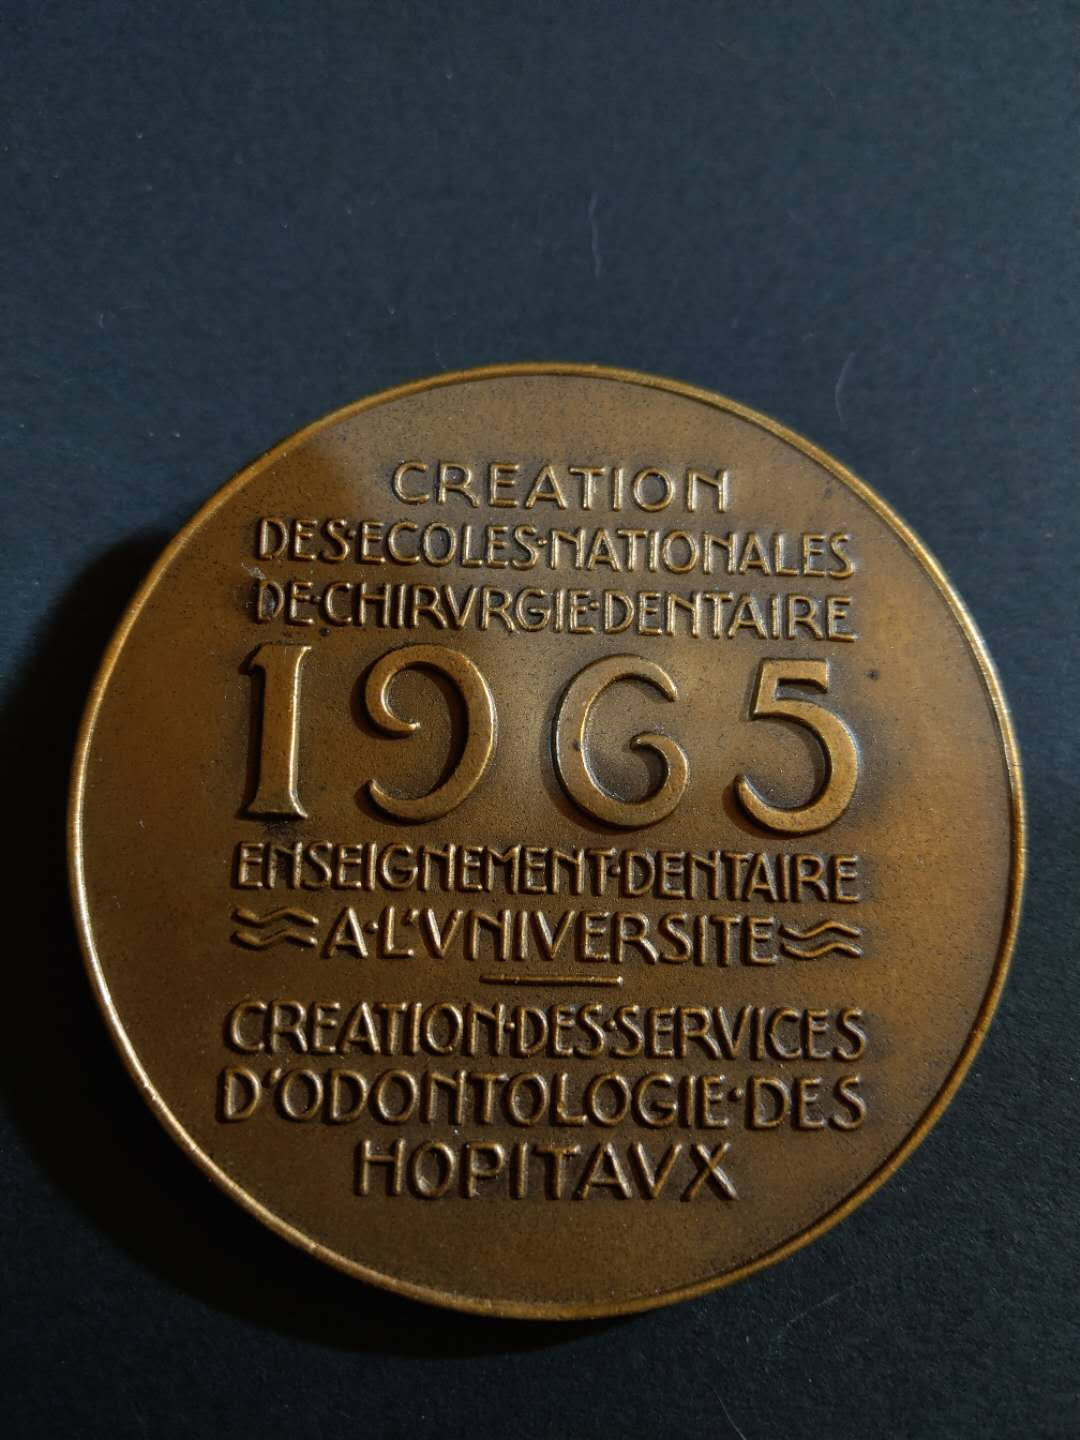 CREATION
DES·ECOLES·NATIONALES
DE·CHIRVRGIE·DENTAIRE
1965
ENSEIGNEMENT·DENTAIRE
A·L'VNIVERSITE
CREATION·DES·SERVICES
D'ODONTOLOGIE·DES
HOPITAVX